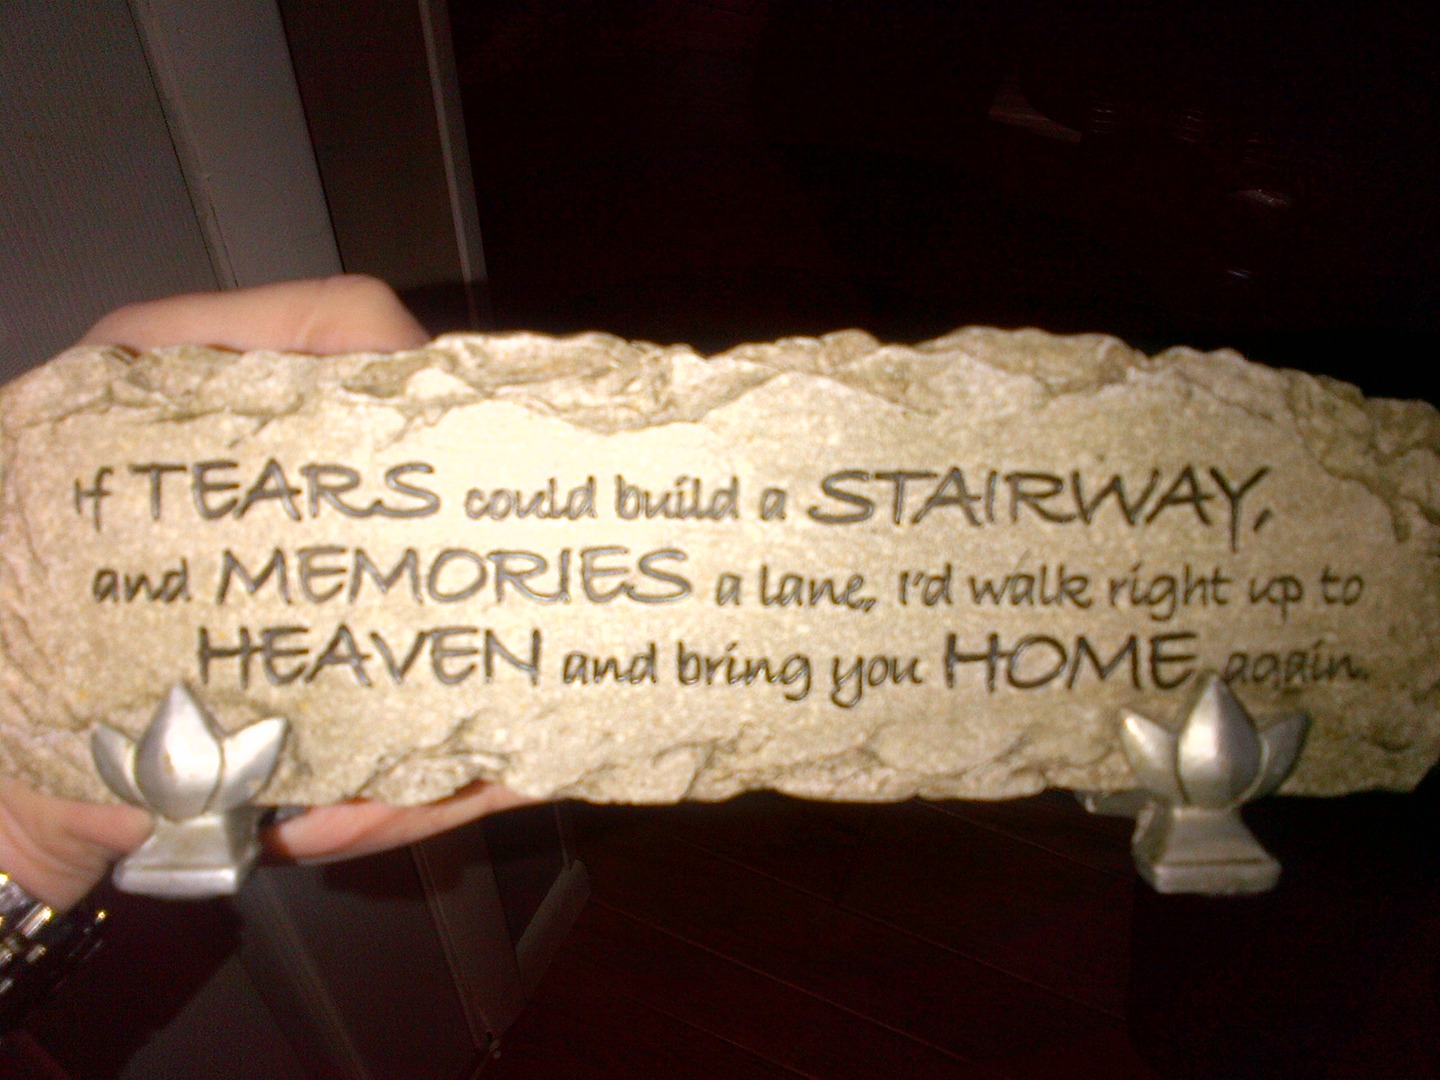 If TEARS could build a STAIRWAY,
and MEMORIES a lane, I'd walk right up to
HEAVEN and bring you HOME again.